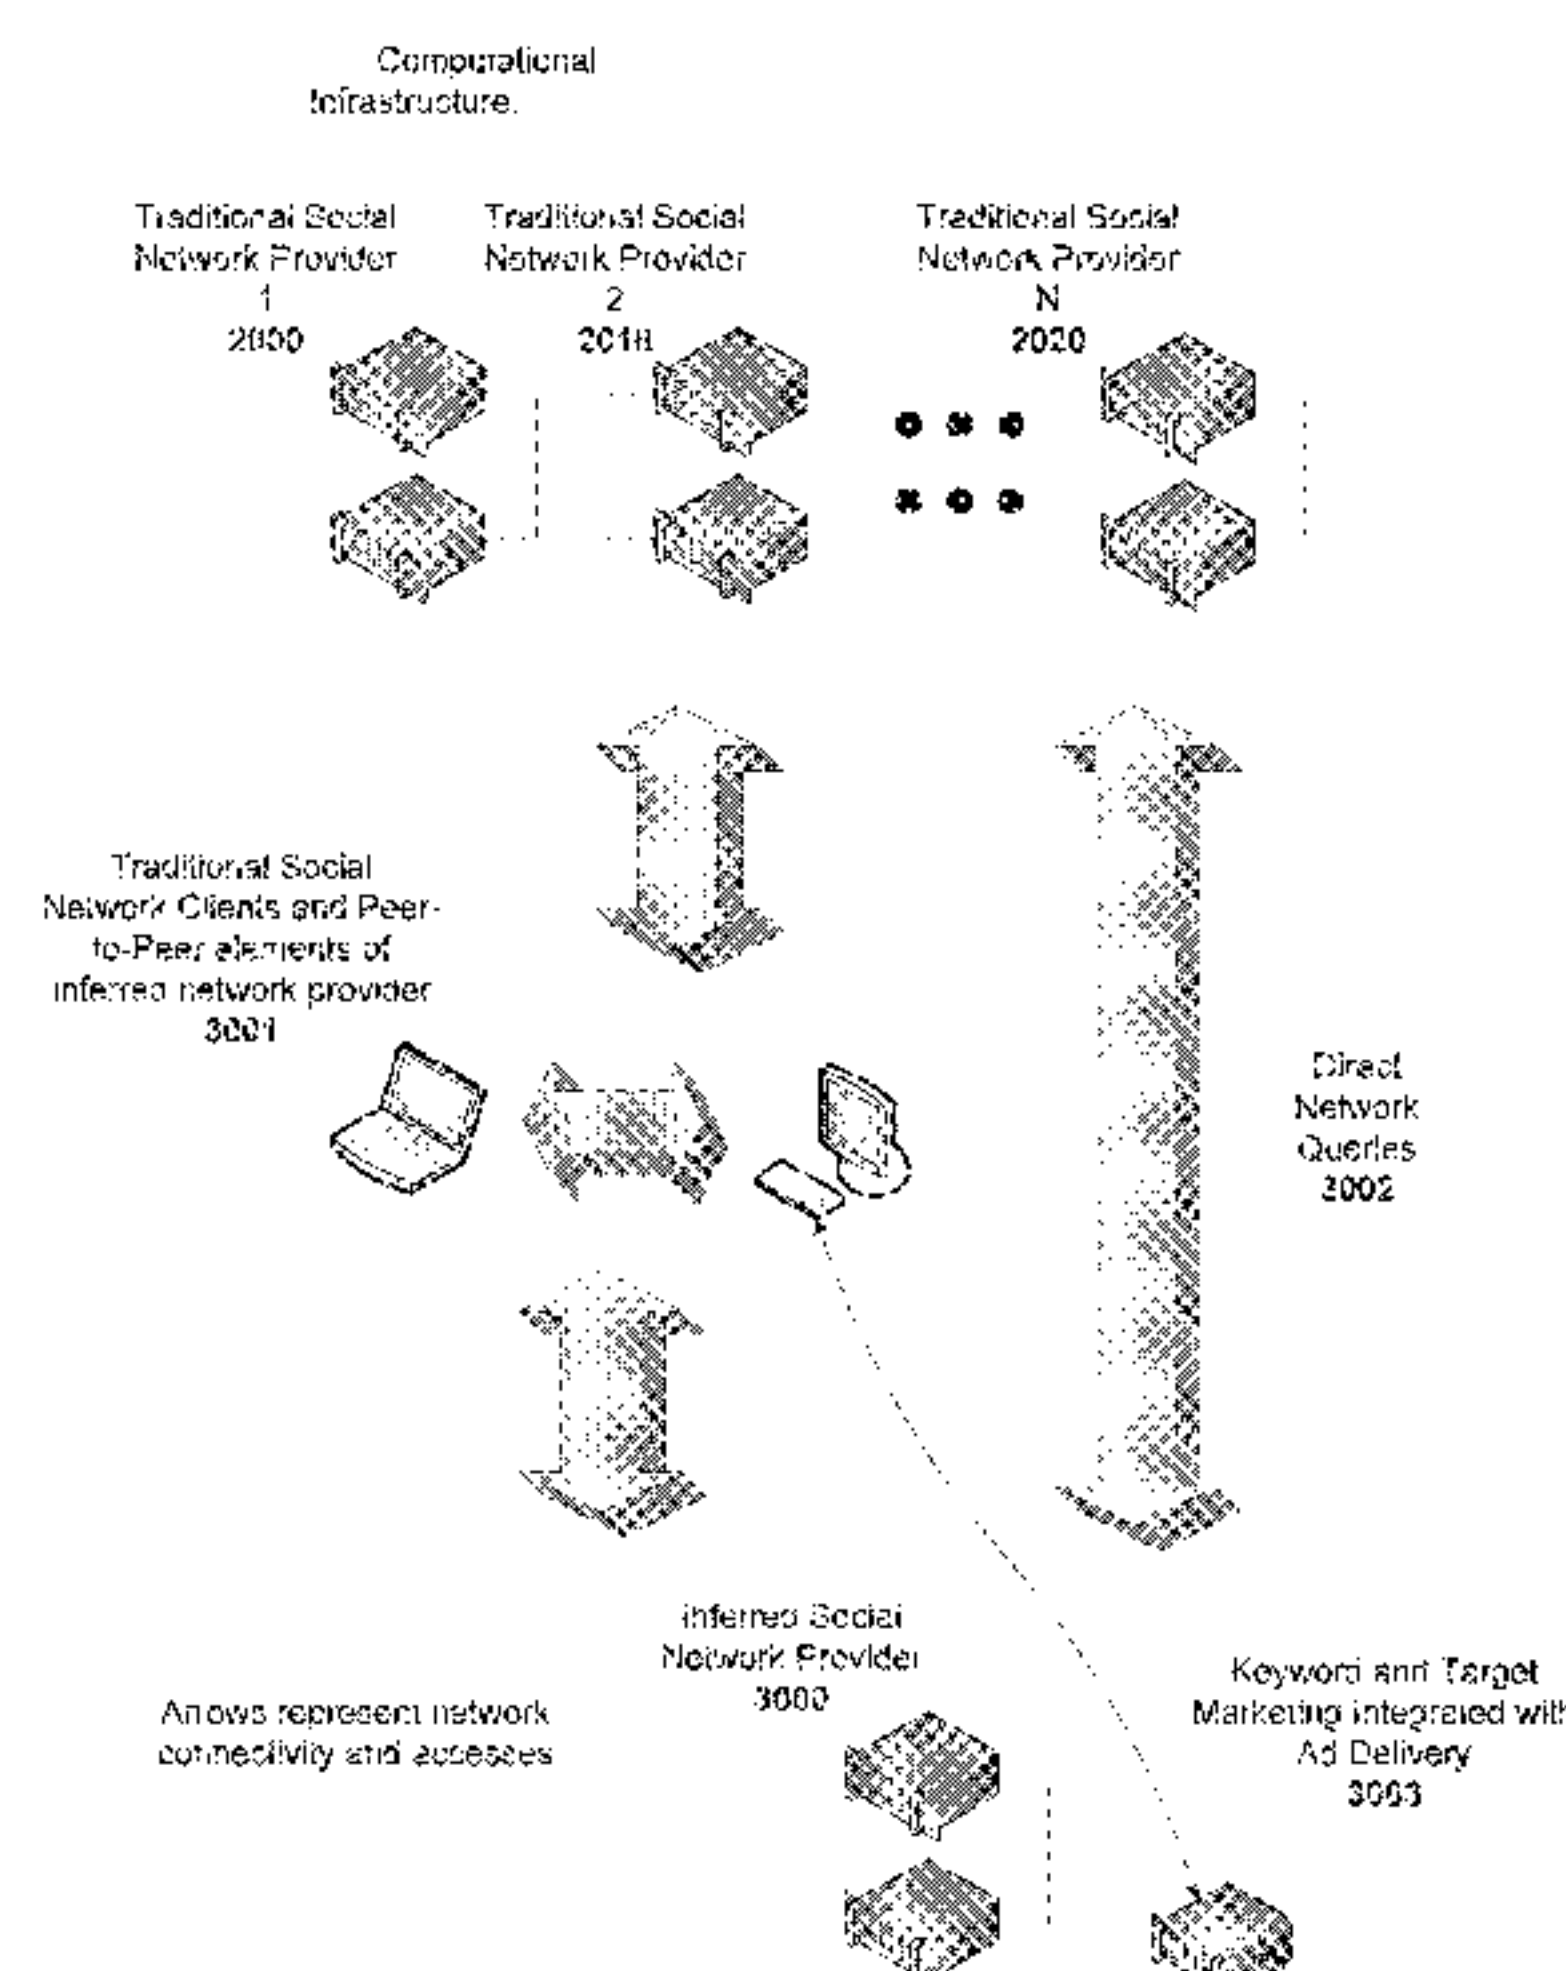 Computational
Infrastructure.
Traditional Social
Network Provider
1
2000
Traditional Social
Network Provider
2
2010
Traditional Social
Network Provider
N
2020
Traditional Social
Network Clients and Peer-
to-Peer elements of
inferred network provider
3001
Direct
Network
Queries
3002
Inferred Social
Network Provider
3000
Arrows represent network
connectivity and accesses
Keyword and Target
Marketing integrated with
Ad Delivery
3003